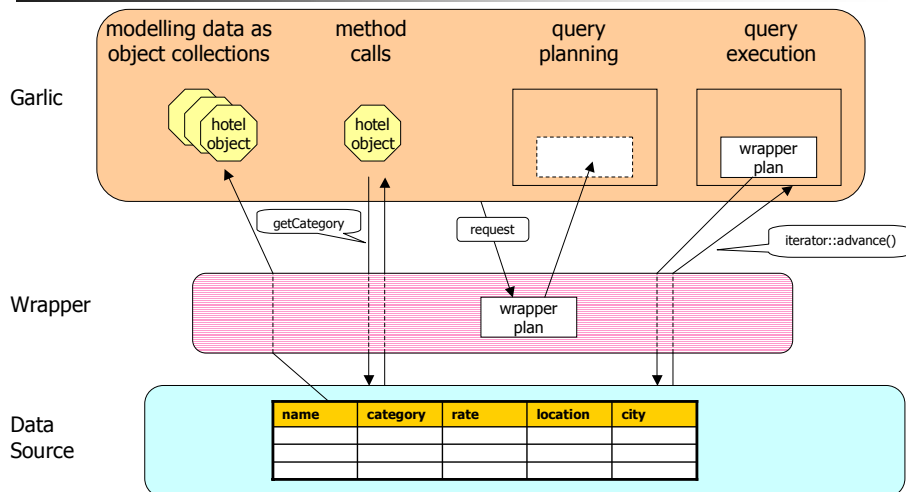 modelling data as
object collections
method
calls
query
planning
query
execution
Garlic
hotel
object
hotel
object
wrapper
plan
getCategory
request
iterator::advance()
Wrapper
wrapper
plan
name category rate location city
Data
Source